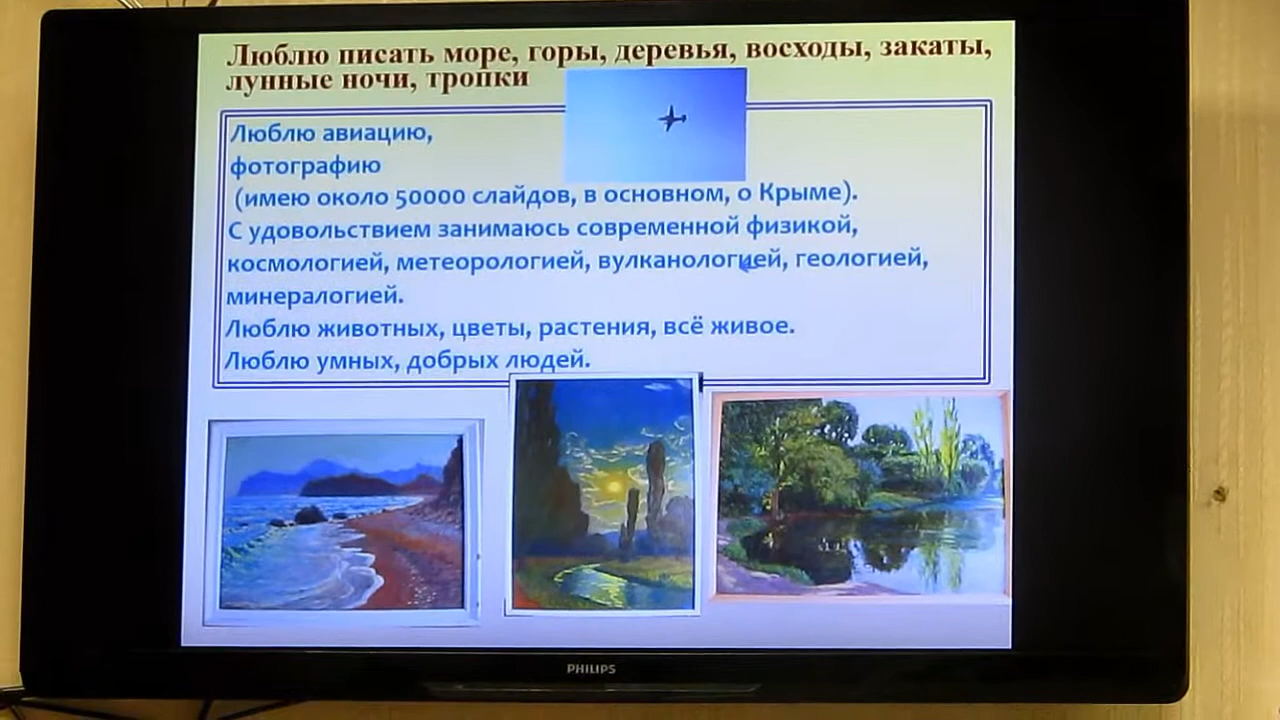 Люблю писать море, горы, деревья, восходы, закаты,
лунные ночи, тропки
Люблю авиацию,
фотографию
(имею около 50000 слайдов, в основном, о Крыме).
С удовольствием занимаюсь современной физикой,
космологией, метеорологией, вулканологией, геологией,
минералогией.
Люблю животных, цветы, растения, всё живое.
Люблю умных, добрых людей.
PHILIPS